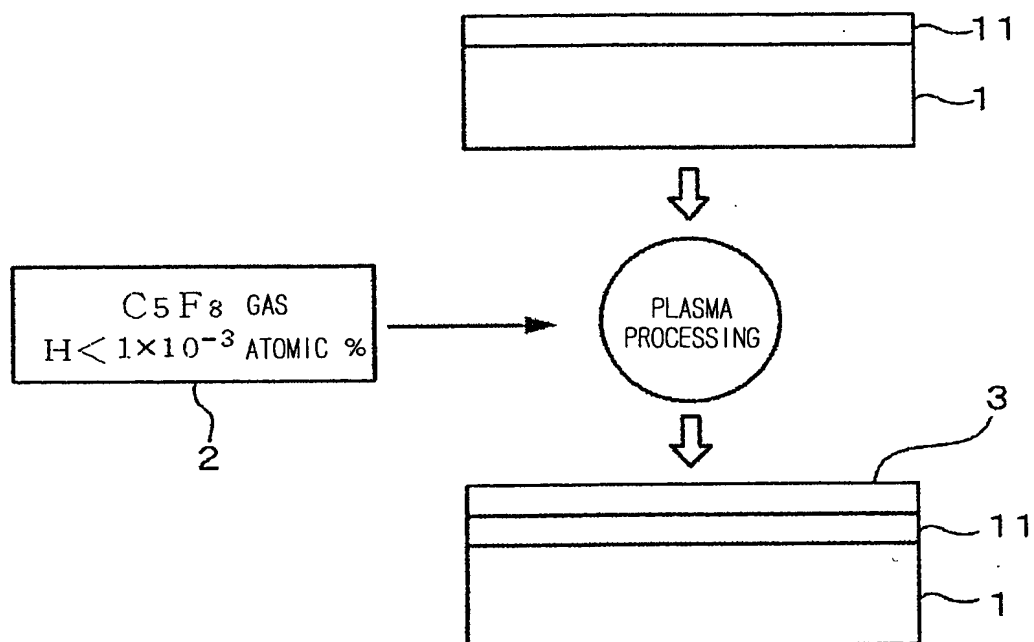 11
1
C5F8 GAS
H< 1×10⁻³ ATOMIC %
2
PLASMA
PROCESSING
3
11
1